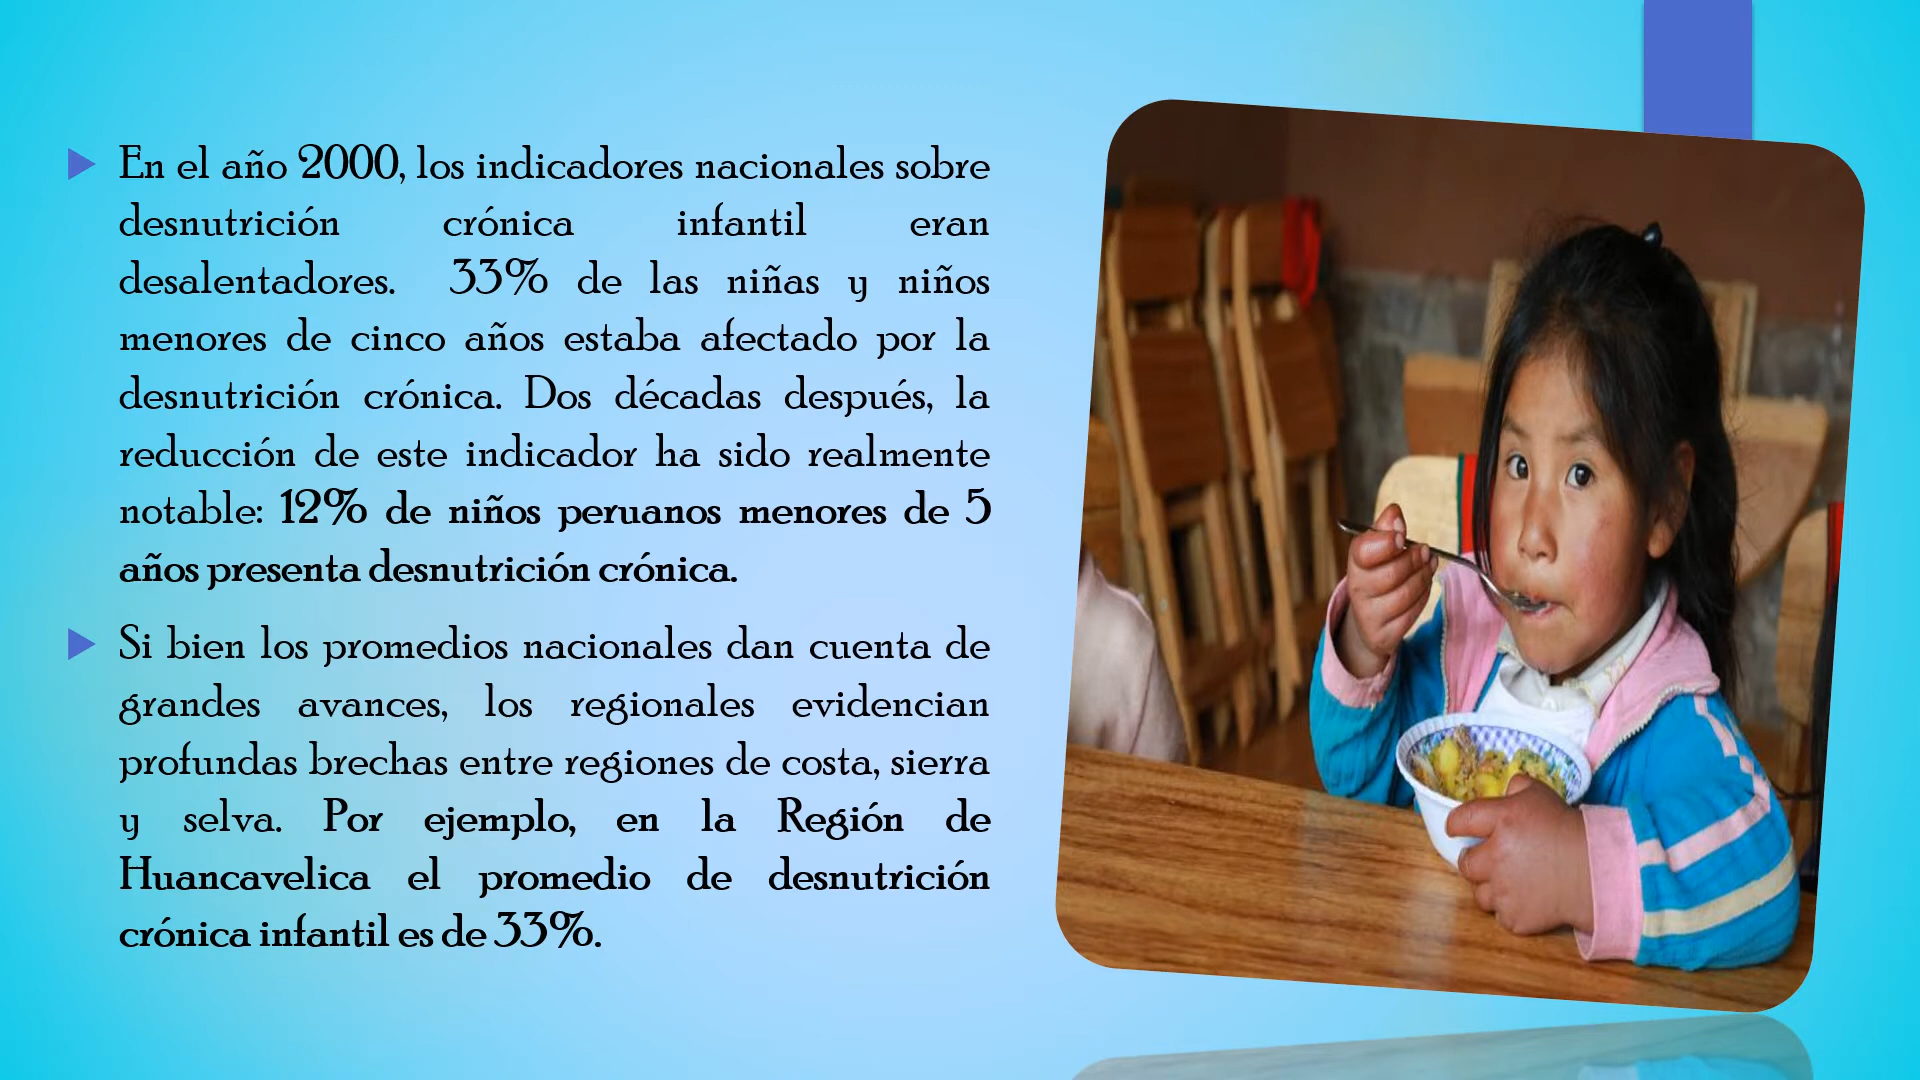 En el año 2000, los indicadores nacionales sobre
desnutrición crónica infantil eran
desalentadores. 33% de las niñas y niños
menores de cinco años estaba afectado por la
desnutrición crónica. Dos décadas después, la
reducción de este indicador ha sido realmente
notable: 12% de niños peruanos menores de 5
años presenta desnutrición crónica.
Si bien los promedios nacionales dan cuenta de
grandes avances, los regionales evidencian
profundas brechas entre regiones de costa, sierra
y selva. Por ejemplo, en la Región de
Huancavelica el promedio de desnutrición
crónica infantil es de 33%.